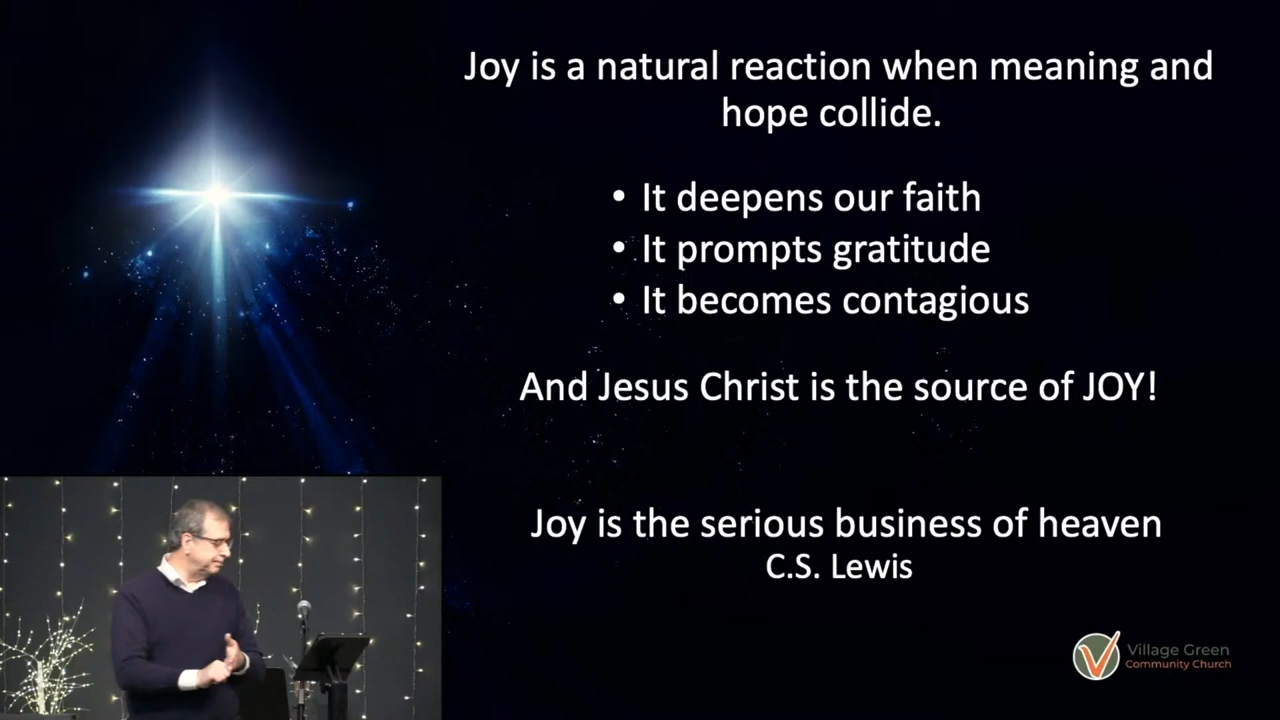 Joy is a natural reaction when meaning and
hope collide.
• It deepens our faith
• It prompts gratitude
• It becomes contagious
And Jesus Christ is the source of JOY!
Joy is the serious business of heaven
C.S. Lewis
Village Green
Community Church